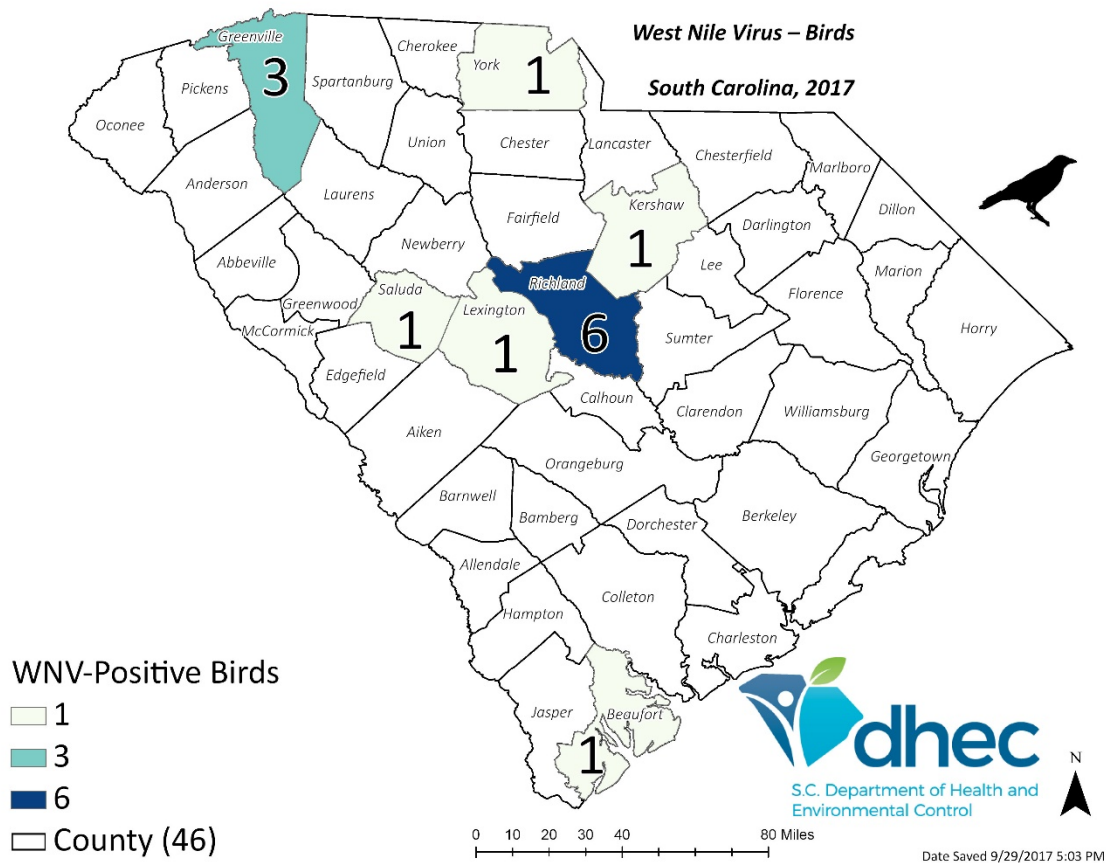 West Nile Virus – Birds
South Carolina, 2017
Greenville
3
Cherokee
York
1
Pickens
Spartanburg
Oconee
Union
Chester
Lancaster
Chesterfield
Marlboro
Anderson
Laurens
Fairfield
Kershaw
1
Darlington
Dillon
Newberry
Lee
Marion
Abbeville
Greenwood
Saluda
1
Lexington
1
Richland
6
Florence
Horry
McCormick
Sumter
Edgefield
Calhoun
Clarendon
Williamsburg
Aiken
Orangeburg
Georgetown
Barnwell
Bamberg
Dorchester
Berkeley
Allendale
Colleton
Hampton
Charleston
Jasper
Beaufort
1
WNV-Positive Birds
1
3
6
County (46)
dhec
S.C. Department of Health and
Environmental Control
N
0 10 20 30 40 80 Miles
Date Saved 9/29/2017 5:03 PM